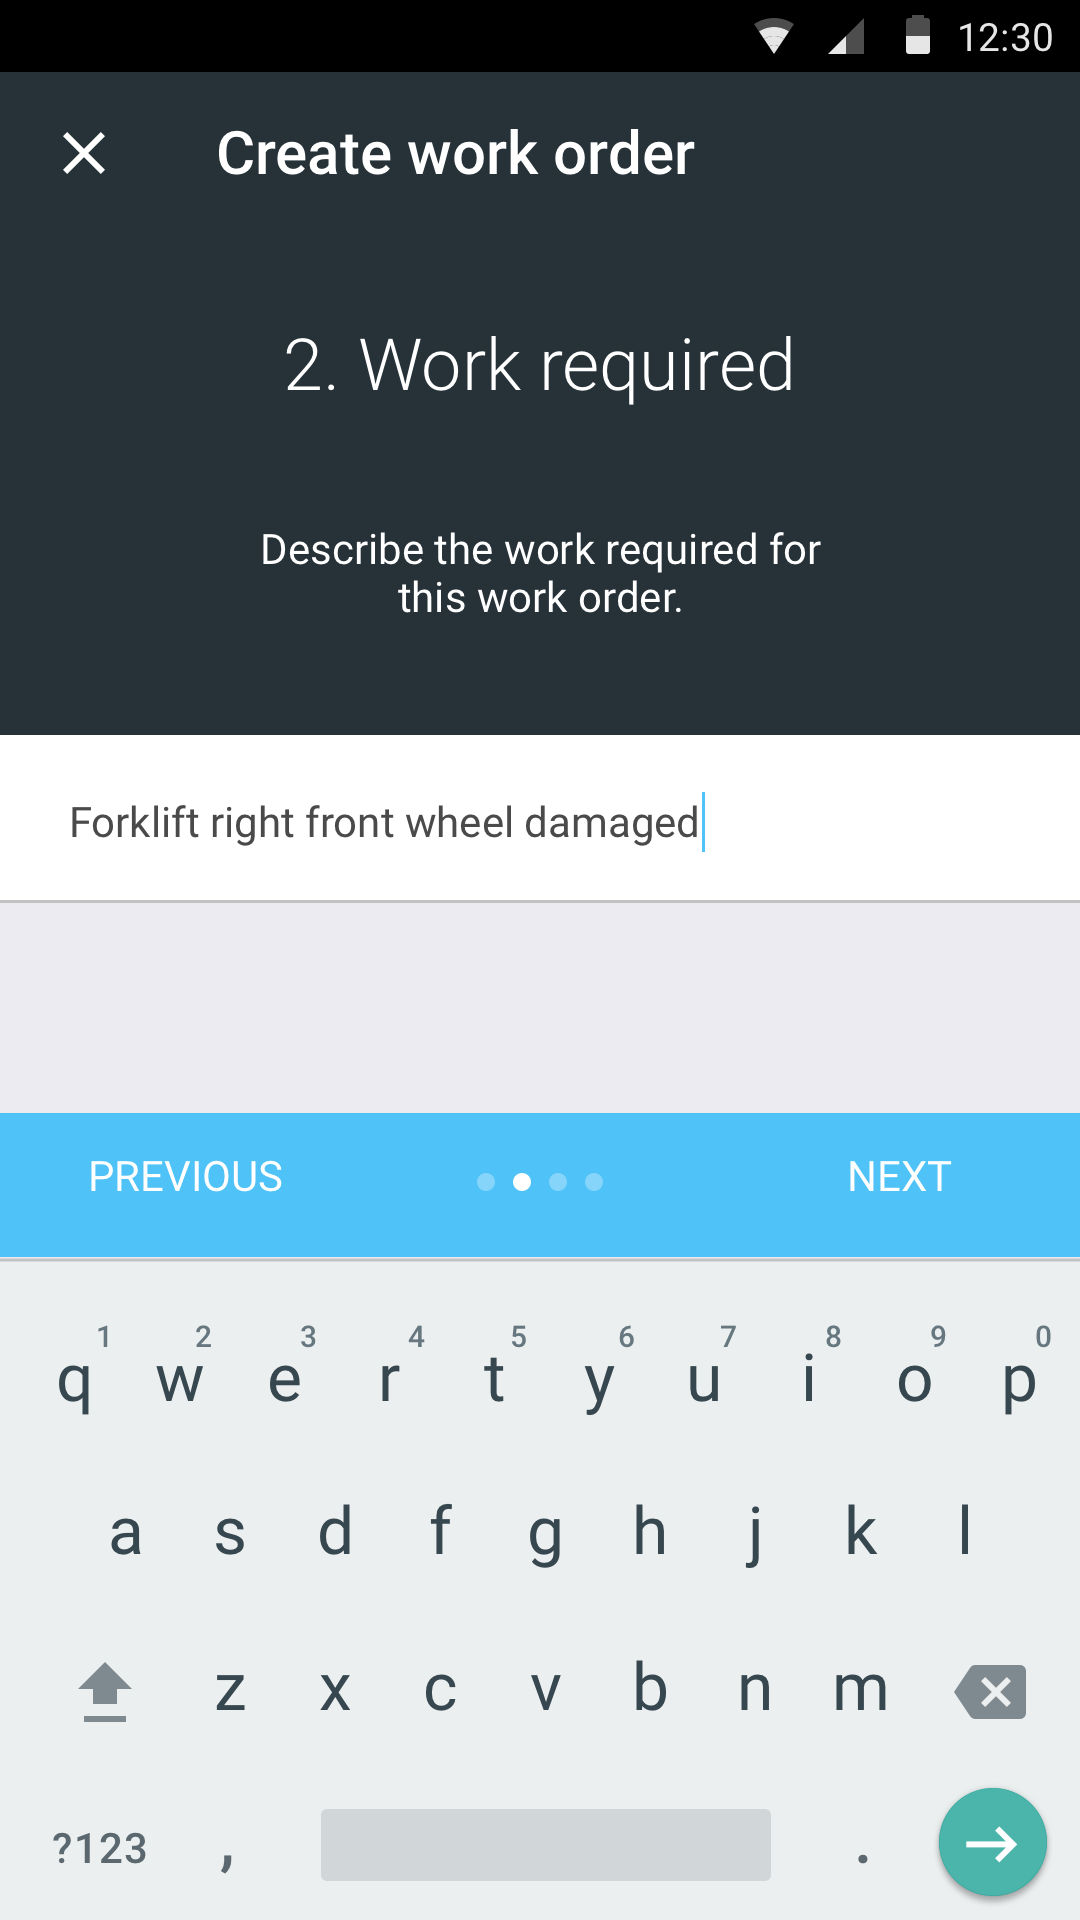 12:30
Create work order
2. Work required
Describe the work required for
this work order.
Forklift right front wheel damaged
PREVIOUS NEXT
1 2 3 4 5 6 7 8 9 0
q w e r t y u i o p
a s d f g h j k l
z x c v b n m
?123 , .